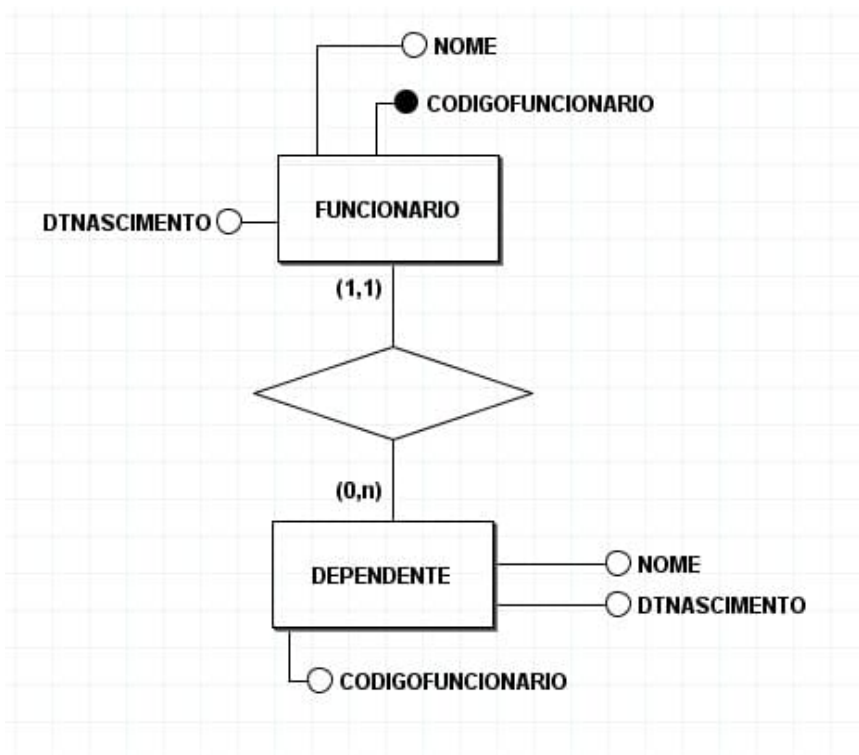 NOME
CODIGOFUNCIONARIO
FUNCIONARIO
DTNASCIMENTO
(1,1)
(0,n)
DEPENDENTE
NOME
DTNASCIMENTO
CODIGOFUNCIONARIO